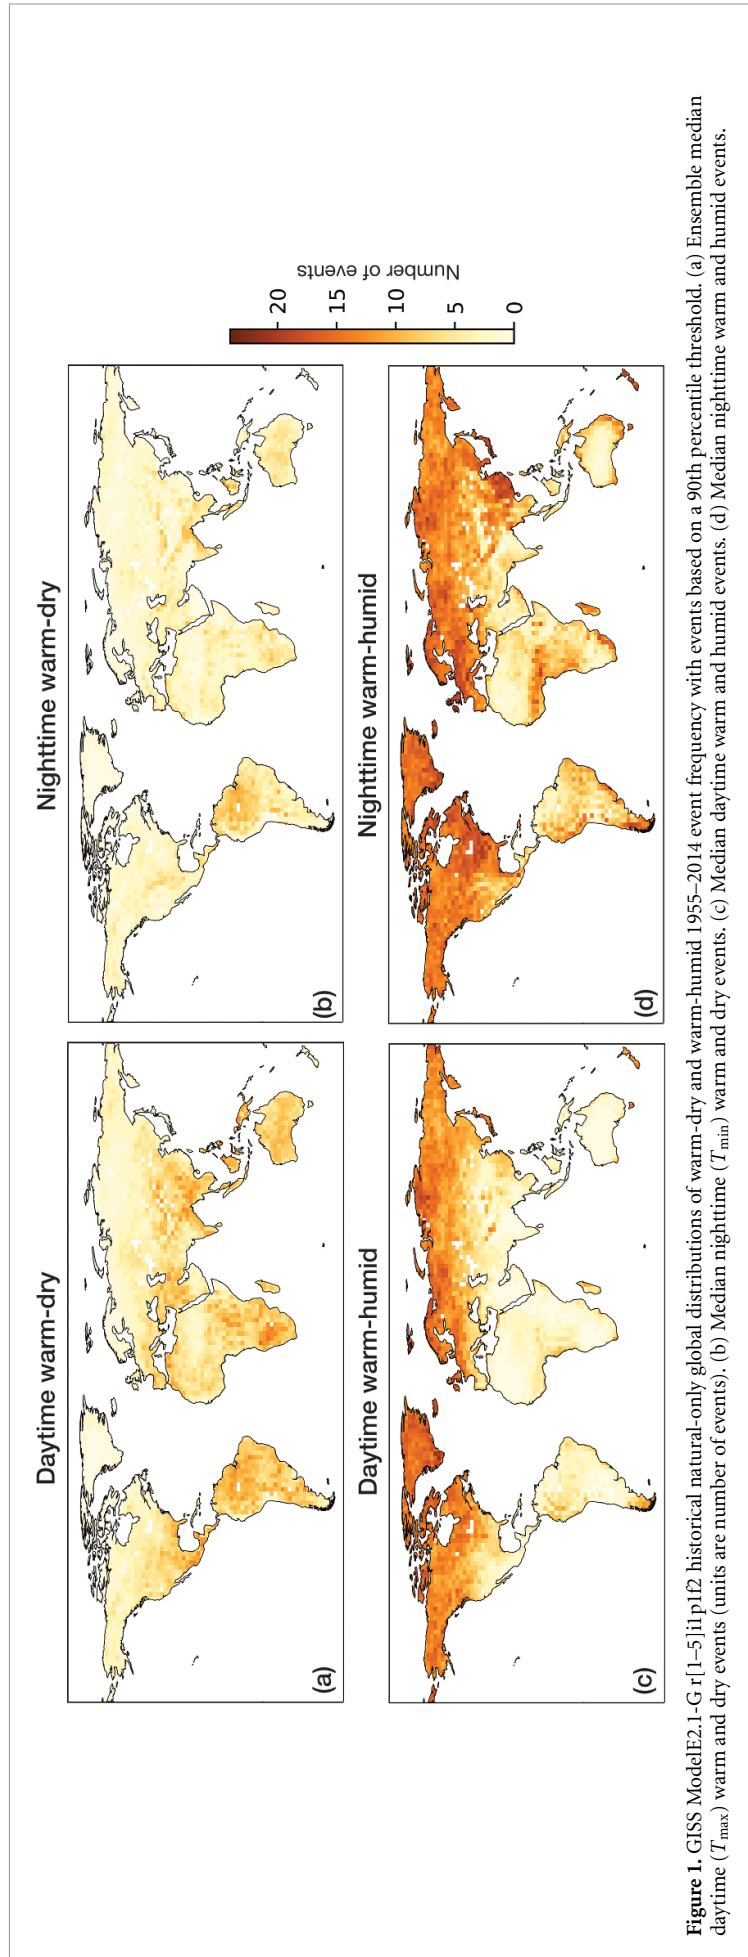 Daytime warm-dry
Nighttime warm-dry
(a)
(b)
Daytime warm-humid
Nighttime warm-humid
(c)
(d)
20
15
10
5
0
Number of events
Figure 1. GISS ModelE2.1-G r[1–5]i1p1f2 historical natural-only global distributions of warm-dry and warm-humid 1955–2014 event frequency with events based on a 90th percentile threshold. (a) Ensemble median
daytime (Tmax) warm and dry events (units are number of events). (b) Median nighttime (Tmin) warm and dry events. (c) Median daytime warm and humid events. (d) Median nighttime warm and humid events.